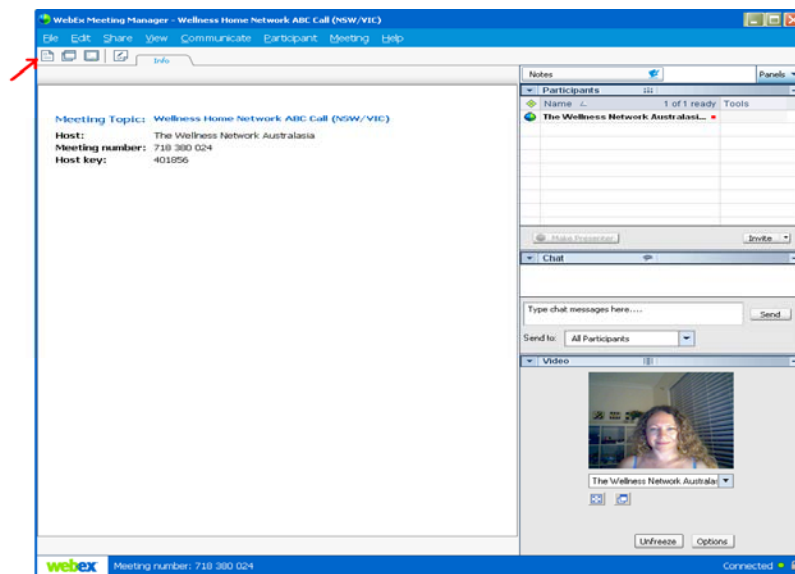 WebEx Meeting Manager - Wellness Home Network ABC Call (NSW/VIC)
File Edit Share View Communicate Participant Meeting Help
Info
Notes
Panels
Participants
Name 1 of 1 ready Tools
The Wellness Network Australasi...
Make Presenter
Invite
Chat
Type chat messages here....
Send
Send to: All Participants
Video
The Wellness Network Australas
Unfreeze Options
Meeting Topic: Wellness Home Network ABC Call (NSW/VIC)
Host: The Wellness Network Australasia
Meeting number: 718 380 024
Host key: 401856
webex Meeting number: 718 380 024 Connected